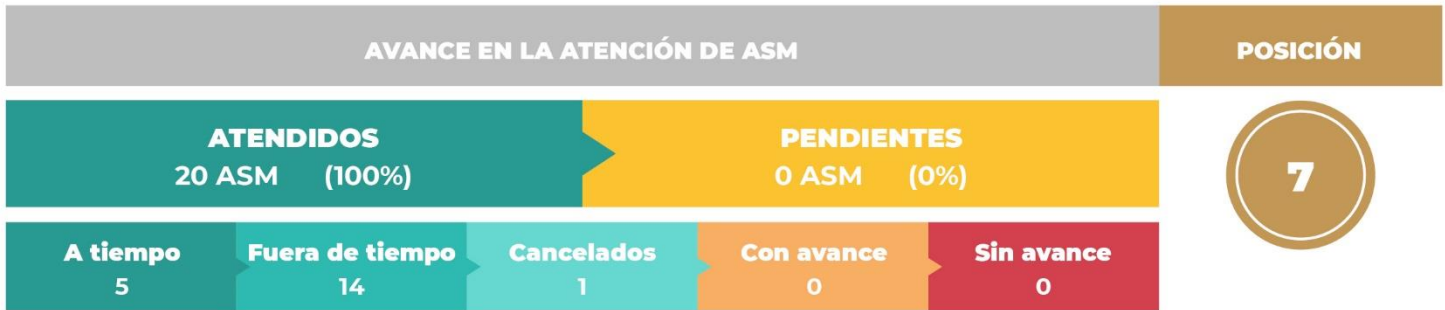 AVANCE EN LA ATENCIÓN DE ASM
POSICIÓN
ATENDIDOS
20 ASM (100%)
PENDIENTES
0 ASM (0%)
7
A tiempo
5
Fuera de tiempo
14
Cancelados
1
Con avance
0
Sin avance
0